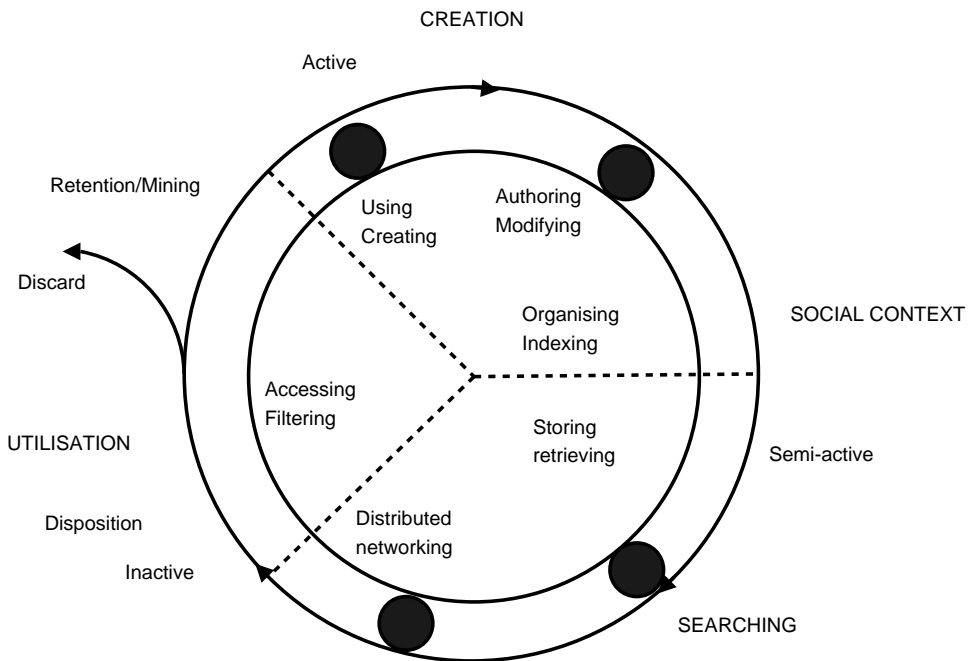 CREATION
Active
Retention/Mining
Using
Creating
Authoring
Modifying
Discard
Organising
Indexing
SOCIAL CONTEXT
Accessing
Filtering
UTILISATION
Storing
retrieving
Semi-active
Disposition
Distributed
networking
Inactive
SEARCHING